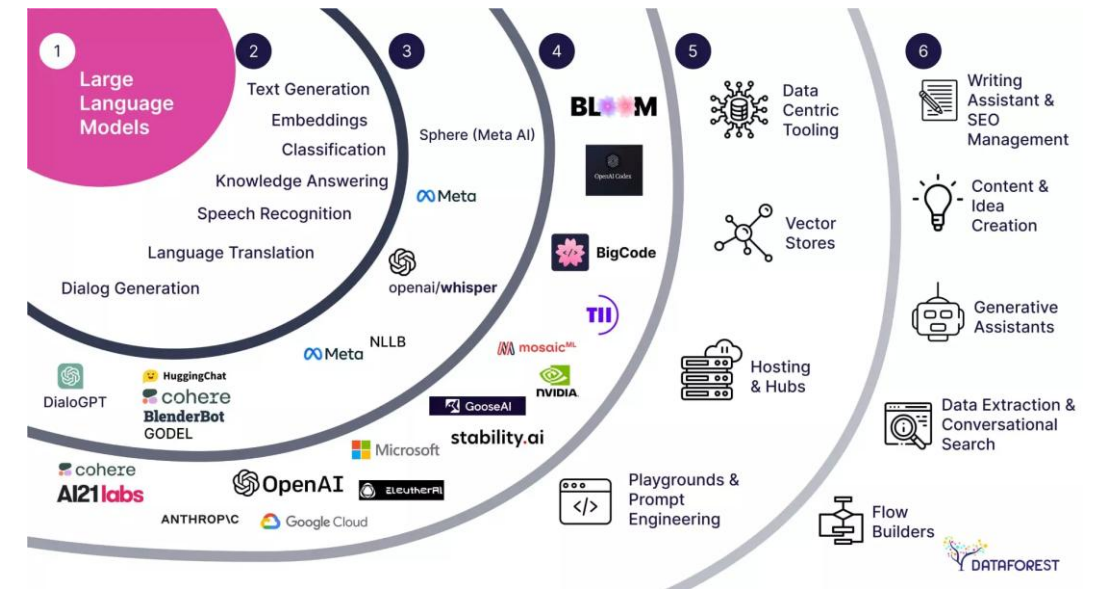 1
Large
Language
Models
2
Text Generation
Embeddings
Classification
Knowledge Answering
Speech Recognition
Language Translation
Dialog Generation
3
Sphere (Meta AI)
Meta
openai/whisper
Meta NLLB
DialoGPT
HuggingChat
cohere
BlenderBot
GODEL
4
BLOOM
OpenAI Codex
BigCode
TII
mosaicML
NVIDIA.
GooseAI
stability.ai
Microsoft
OpenAI
EleutherAI
cohere
AI21labs
ANTHROP\C
Google Cloud
5
Data
Centric
Tooling
Vector
Stores
Hosting
& Hubs
Playgrounds &
Prompt
Engineering
6
Writing
Assistant &
SEO
Management
Content &
Idea
Creation
Generative
Assistants
Data Extraction &
Conversational
Search
Flow
Builders
DATAFOREST